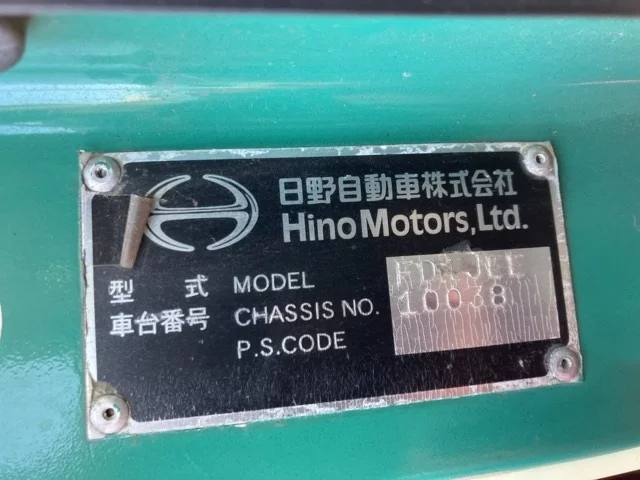 日野自動車株式会社
Hino Motors, Ltd.
型式 MODEL
車台番号 CHASSIS NO. 10038
P.S.CODE